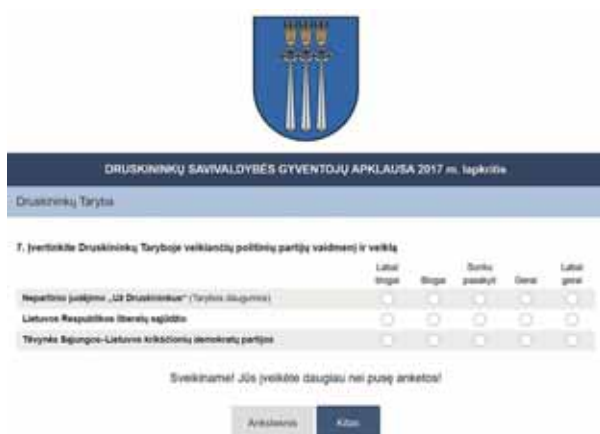 DRUSKININKŲ SAVIVALDYBĖS GYVENTOJŲ APKLAUSA 2017 m. lapkritis
Druskininkų Taryba
7. Įvertinkite Druskininkų Taryboje veikiančių politinių partijų vaidmenį ir veiklą
Labai blogai Blogai Sunku pasakyti Gerai Labai gerai
Nepartinio judėjimo „Už Druskininkus“ (Tarybos dauguma)
Lietuvos Respublikos liberalų sąjūdžio
Tėvynės Sąjungos–Lietuvos krikščionių demokratų partijos
Sveikiname! Jūs įveikėte daugiau nei pusę anketos!
Ankstesnis Kitas